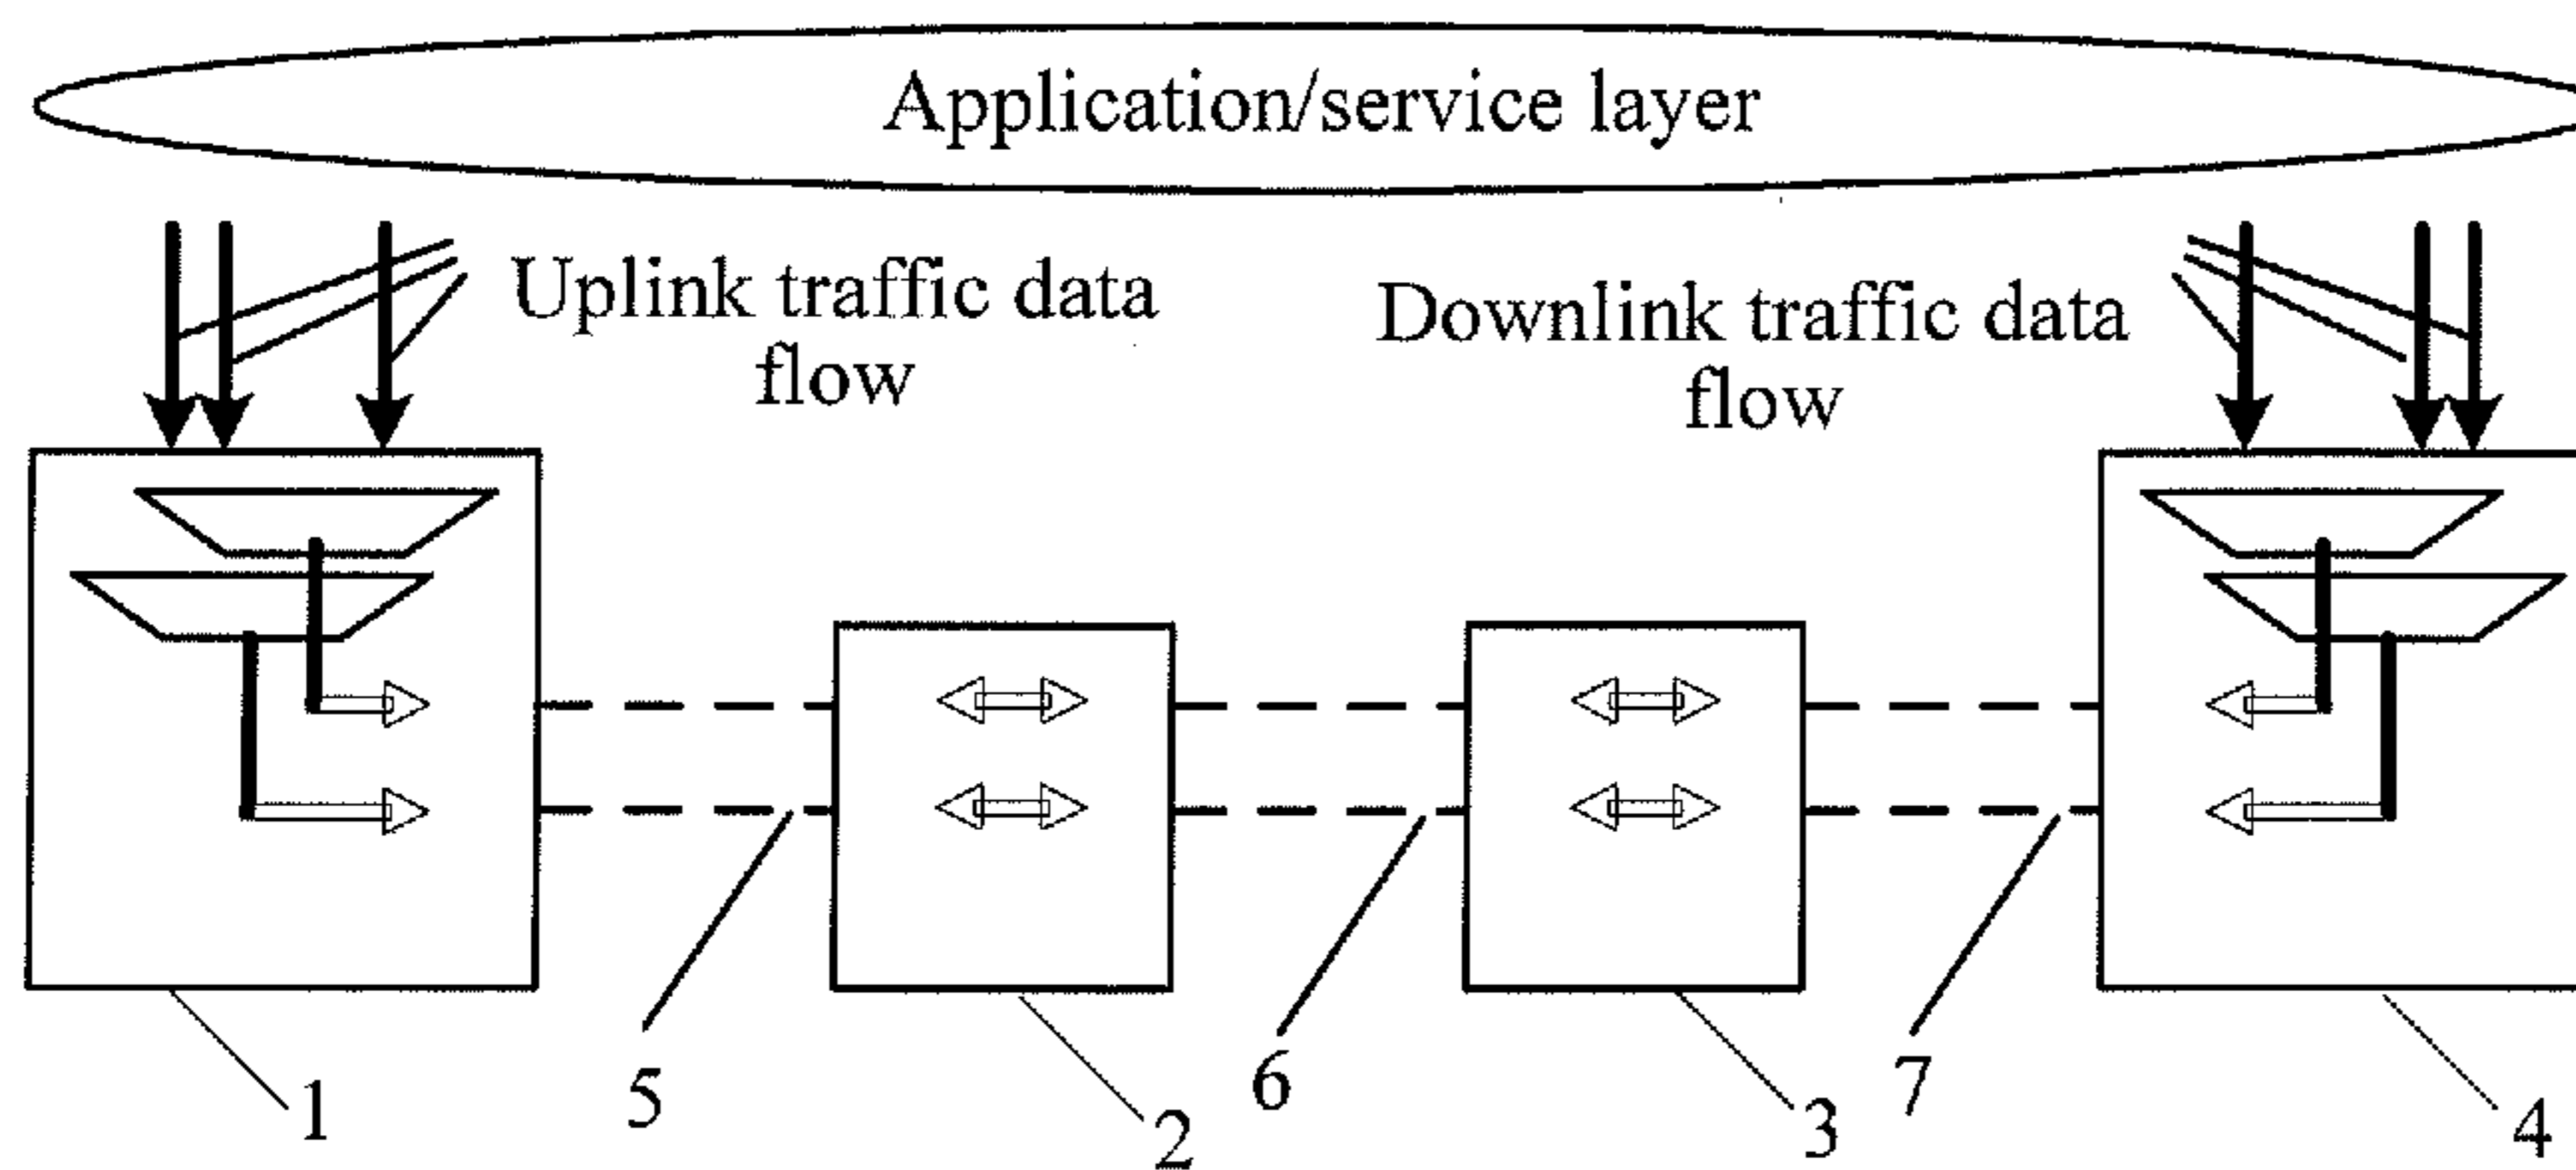 Application/service layer
Uplink traffic data
flow
Downlink traffic data
flow
1
5
2
6
3
7
4